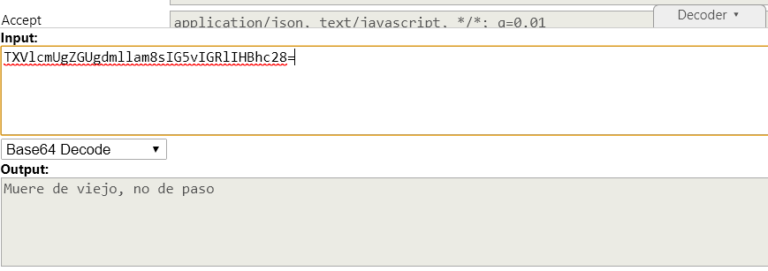 Accept
application/json, text/javascript, */*; q=0.01
Decoder ▾
Input:
TXVlcmUgZGUgdmllam8sIG5vIGRlIHBhc28=
Base64 Decode ▼
Output:
Muere de viejo, no de paso